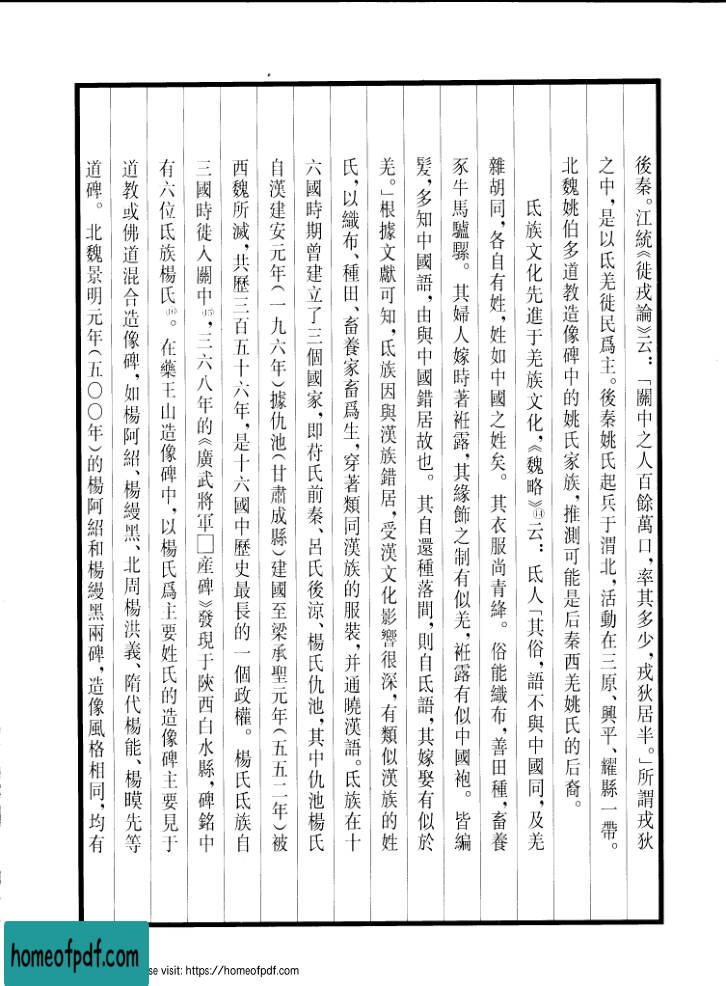 後秦。江統《徙戎論》云：「關中之人百餘萬口，率其多少，戎狄居半。」所謂戎狄
之中，是以氐羌徙民爲主。後秦姚氏起兵于渭北，活動在三原、興平、耀縣一帶。
北魏姚伯多道教造像碑中的姚氏家族，推測可能是后秦西羌姚氏的后裔。
氐族文化先進于羌族文化，《魏略》⑭云：氐人「其俗，語不與中國同，及羌
雜胡同，各自有姓，姓如中國之姓矣。其衣服尚青絳。俗能織布，善田種，畜養
豕牛馬驢騾。其婦人嫁時著袵露，其緣飾之制有似羌，袵露有似中國袍。皆編
髮，多知中國語，由與中國錯居故也。其自還種落間，則自氐語，其嫁娶有似於
羌。」根據文獻可知，氐族因與漢族錯居，受漢文化影響很深，有類似漢族的姓
氏，以織布、種田、畜養家畜爲生，穿著類同漢族的服裝，并通曉漢語。氐族在十
六國時期曾建立了三個國家，即苻氏前秦、呂氏後涼、楊氏仇池，其中仇池楊氏
自漢建安元年（一九六年）據仇池（甘肅成縣）建國至梁承聖元年（五五二年）被
西魏所滅，共歷三百五十六年，是十六國中歷史最長的一個政權。楊氏氐族自
三國時徙入關中⑮，三六八年的《廣武將軍□産碑》發現于陝西白水縣，碑銘中
有六位氐族楊氏⑯。在藥王山造像碑中，以楊氏爲主要姓氏的造像碑主要見于
道教或佛道混合造像碑，如楊阿紹、楊縵黑、北周楊洪義、隋代楊能、楊暯先等
道碑。北魏景明元年（五〇〇年）的楊阿紹和楊縵黑兩碑，造像風格相同，均有
homeofpdf.com
se visit: https://homeofpdf.com